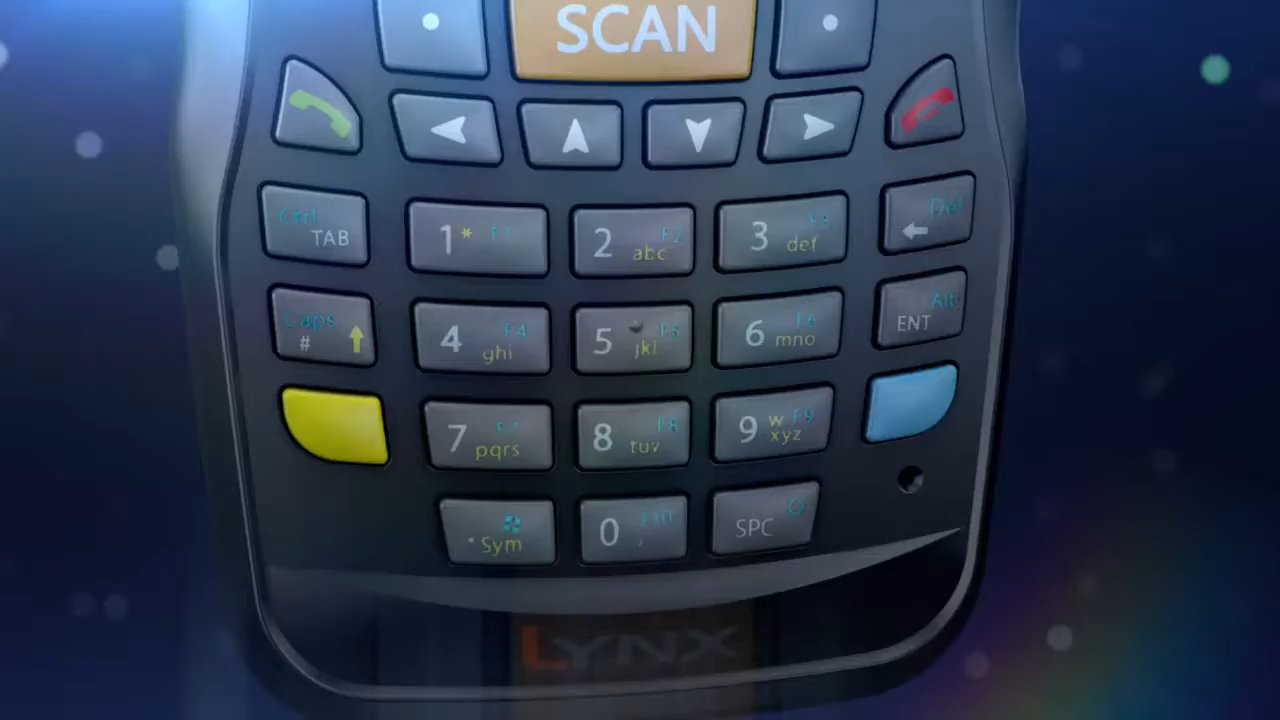 SCAN
Ctrl TAB
1 * F1
2 abc F2
3 def F3
Del
Caps #
4 ghi F4
5 jkl F5
6 mno F6
Alt ENT
7 pqrs F7
8 tuv F8
9 wxyz F9
. Sym
0 , F10
SPC
LYNX